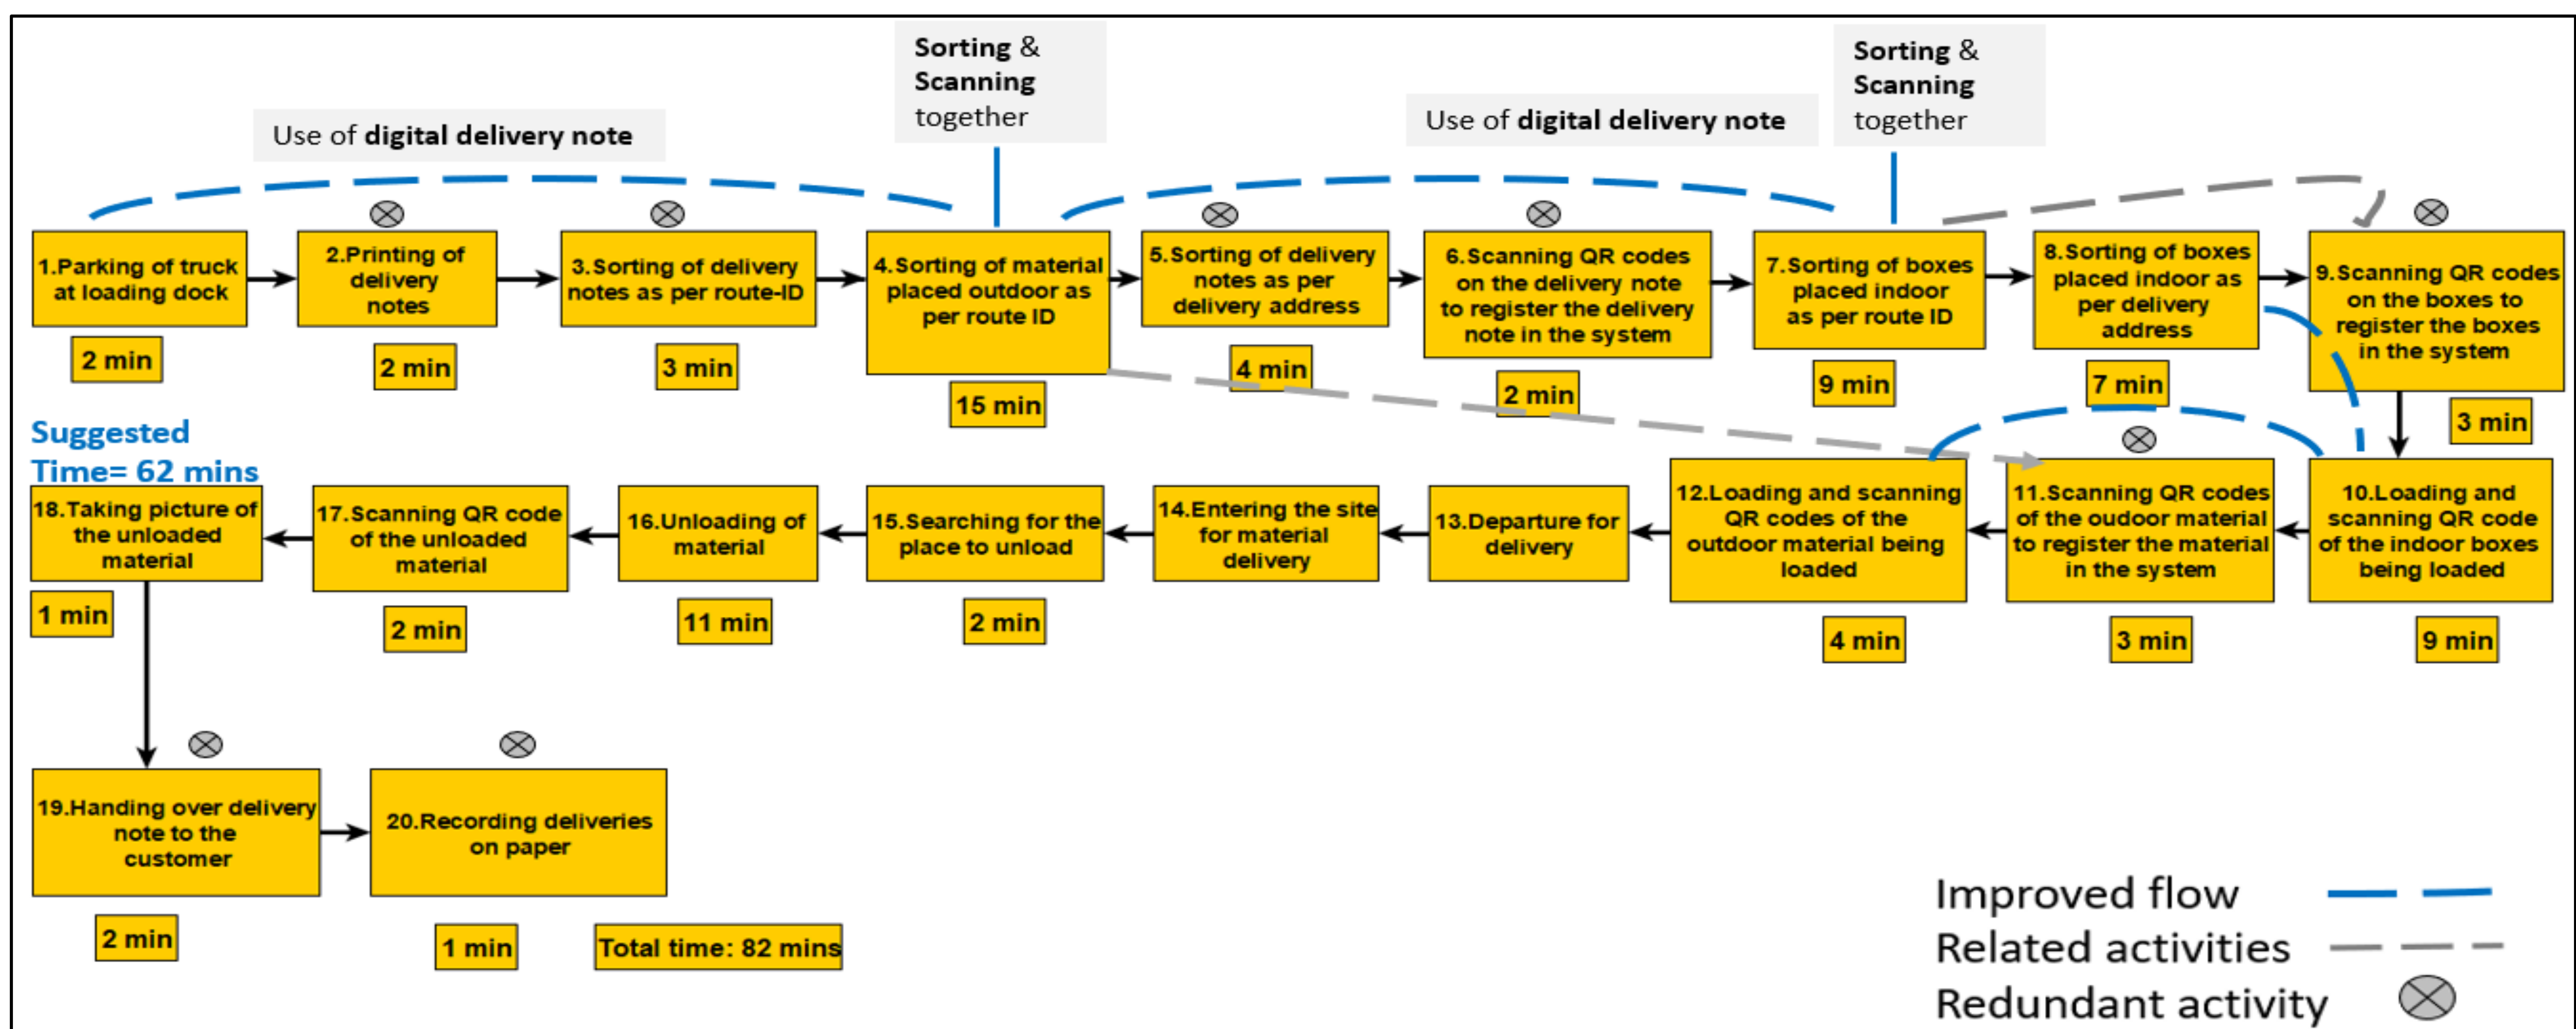 Use of digital delivery note
Sorting &
Scanning
together
Use of digital delivery note
Sorting &
Scanning
together
1.Parking of truck
at loading dock
2 min
2.Printing of
delivery
notes
2 min
3.Sorting of delivery
notes as per route-ID
3 min
4.Sorting of material
placed outdoor as
per route ID
15 min
5.Sorting of delivery
notes as per
delivery address
4 min
6.Scanning QR codes
on the delivery note
to register the delivery
note in the system
2 min
7.Sorting of boxes
placed indoor
as per route ID
9 min
8.Sorting of boxes
placed indoor as
per delivery
address
7 min
9.Scanning QR codes
on the boxes to
register the boxes
in the system
3 min
10.Loading and
scanning QR code
of the indoor boxes
being loaded
9 min
11.Scanning QR codes
of the oudoor material
to register the material
in the system
3 min
12.Loading and scanning
QR codes of the
outdoor material being
loaded
4 min
13.Departure for
delivery
14.Entering the site
for material
delivery
15.Searching for the
place to unload
2 min
16.Unloading of
material
11 min
17.Scanning QR code
of the unloaded
material
2 min
Suggested
Time= 62 mins
18.Taking picture of
the unloaded
material
1 min
19.Handing over delivery
note to the
customer
2 min
20.Recording deliveries
on paper
1 min
Total time: 82 mins
Improved flow
Related activities
Redundant activity